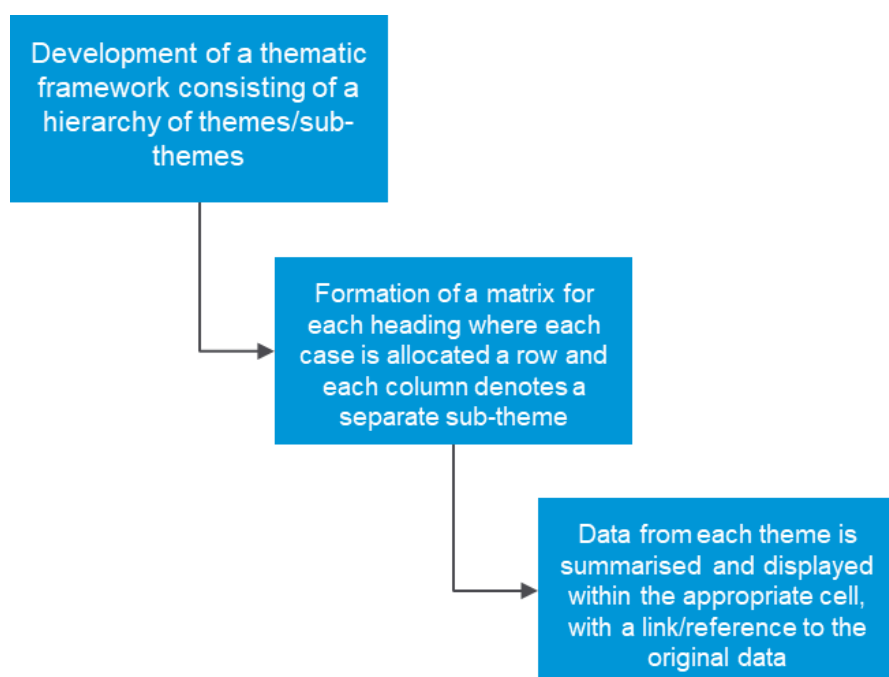 Development of a thematic
framework consisting of a
hierarchy of themes/sub-
themes
Formation of a matrix for
each heading where each
case is allocated a row and
each column denotes a
separate sub-theme
Data from each theme is
summarised and displayed
within the appropriate cell,
with a link/reference to the
original data